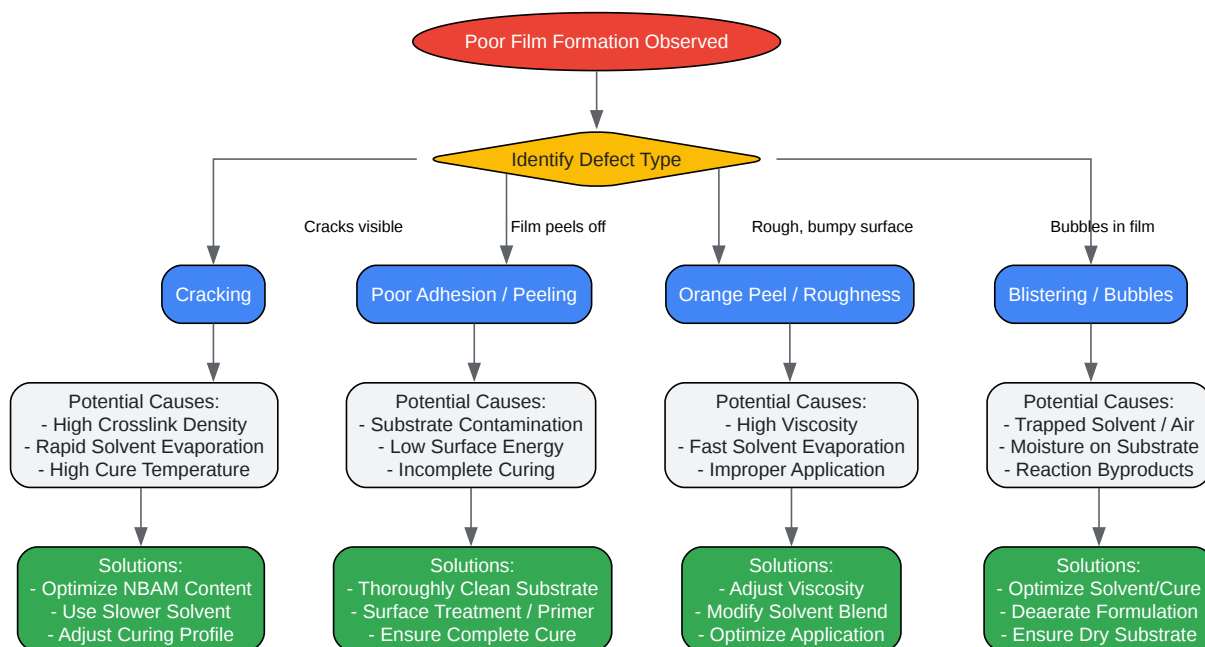 Poor Film Formation Observed
Identify Defect Type
Cracks visible
Film peels off
Rough, bumpy surface
Bubbles in film
Cracking
Poor Adhesion / Peeling
Orange Peel / Roughness
Blistering / Bubbles
Potential Causes:
- High Crosslink Density
- Rapid Solvent Evaporation
- High Cure Temperature
Potential Causes:
- Substrate Contamination
- Low Surface Energy
- Incomplete Curing
Potential Causes:
- High Viscosity
- Fast Solvent Evaporation
- Improper Application
Potential Causes:
- Trapped Solvent / Air
- Moisture on Substrate
- Reaction Byproducts
Solutions:
- Optimize NBAM Content
- Use Slower Solvent
- Adjust Curing Profile
Solutions:
- Thoroughly Clean Substrate
- Surface Treatment / Primer
- Ensure Complete Cure
Solutions:
- Adjust Viscosity
- Modify Solvent Blend
- Optimize Application
Solutions:
- Optimize Solvent/Cure
- Deaerate Formulation
- Ensure Dry Substrate